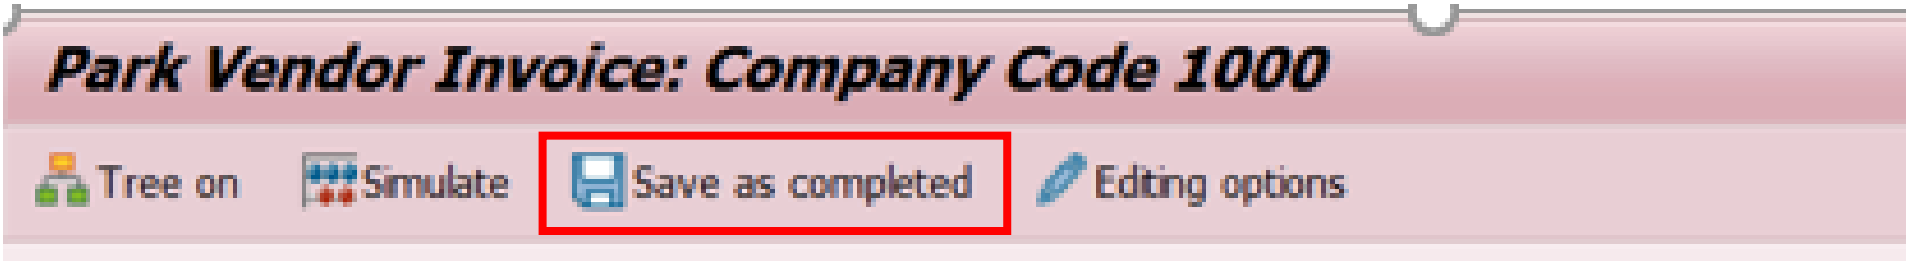 Park Vendor Invoice: Company Code 1000
Tree on Simulate Save as completed Editing options